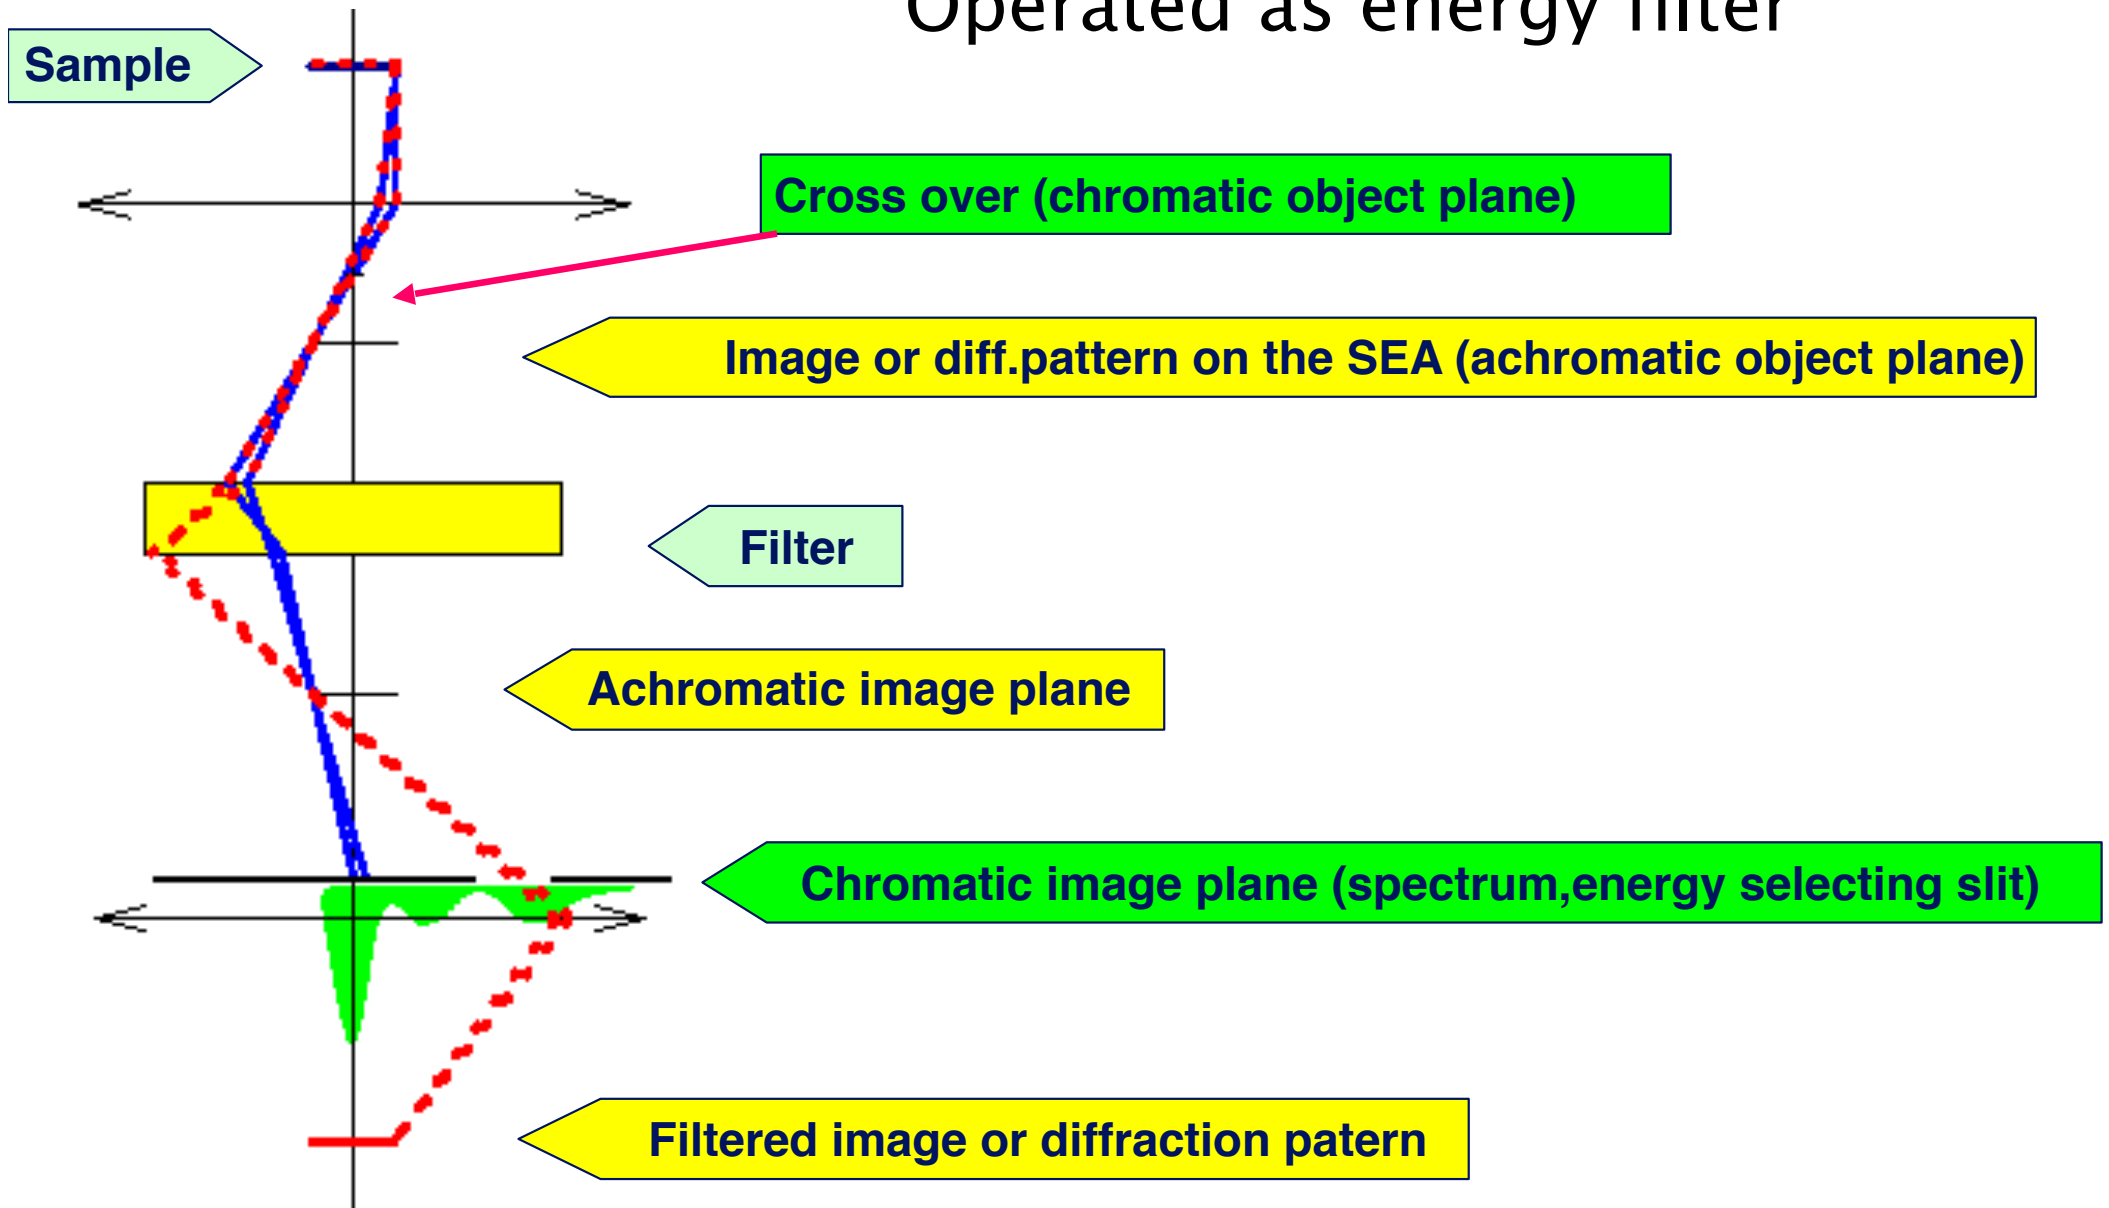 Operated as energy filter
Sample
Cross over (chromatic object plane)
Image or diff.pattern on the SEA (achromatic object plane)
Filter
Achromatic image plane
Chromatic image plane (spectrum,energy selecting slit)
Filtered image or diffraction patern